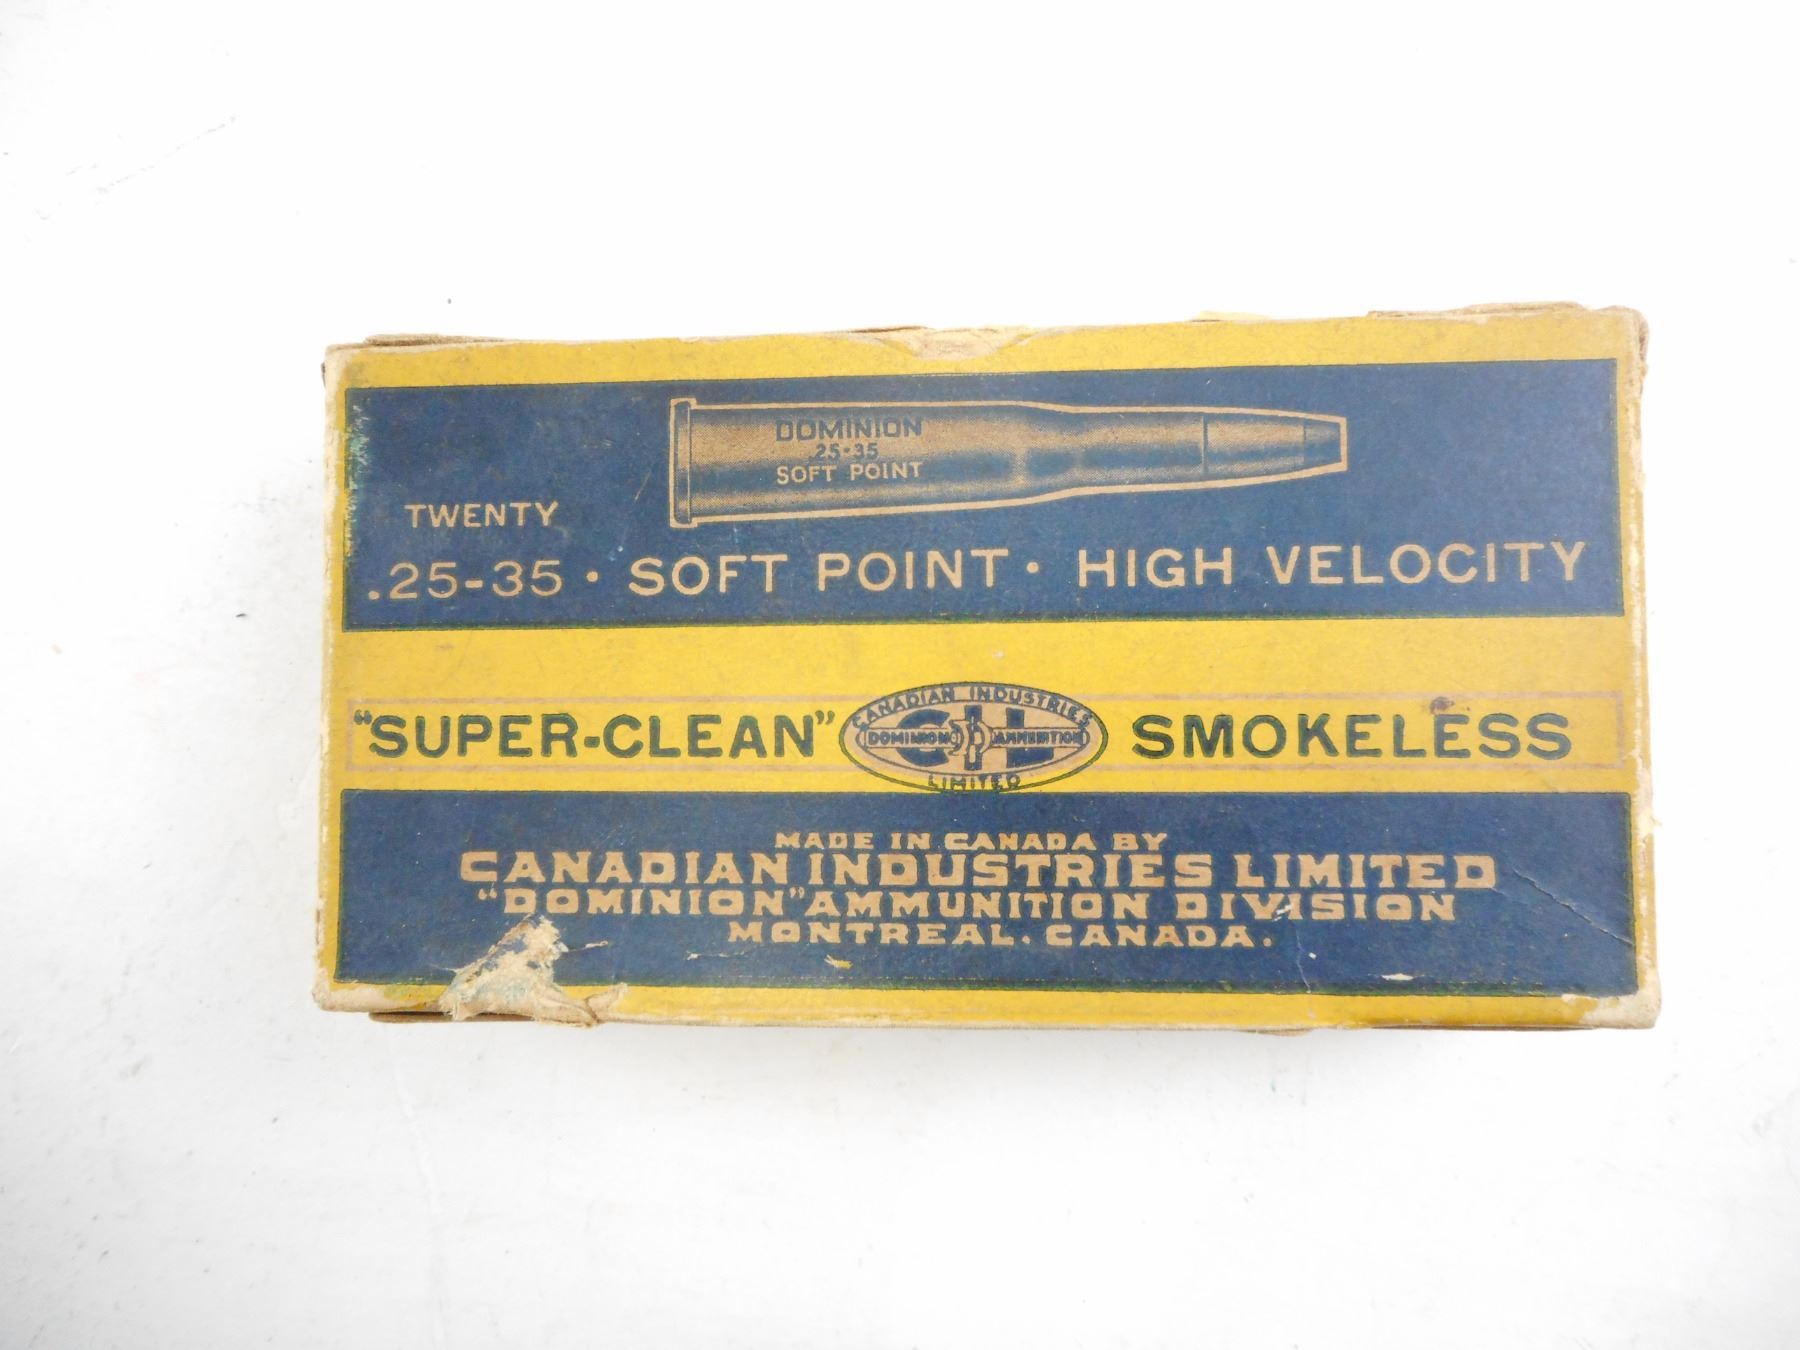 DOMINION
25-35
SOFT POINT
TWENTY
.25-35 · SOFT POINT · HIGH VELOCITY
"SUPER-CLEAN" SMOKELESS
CANADIAN INDUSTRIES
CIL
DOMINION AMMUNITION
LIMITED
MADE IN CANADA BY
CANADIAN INDUSTRIES LIMITED
"DOMINION" AMMUNITION DIVISION
MONTREAL. CANADA.